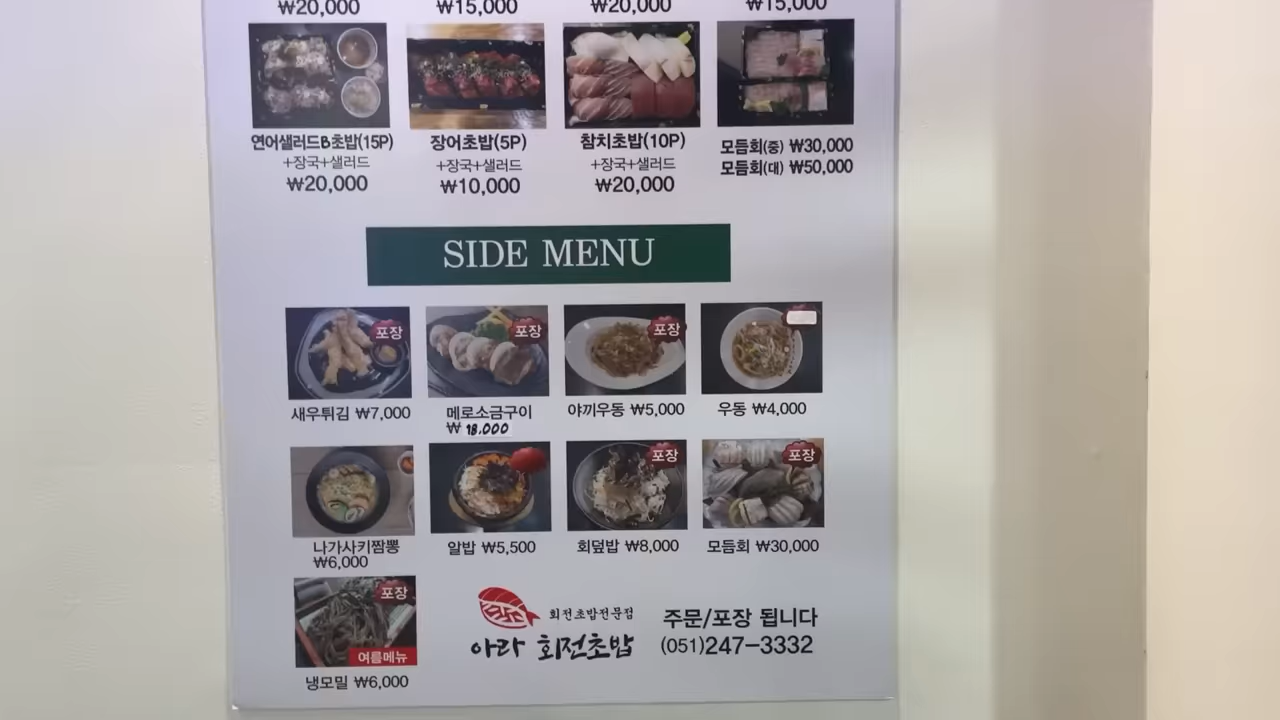 ₩20,000 ₩15,000 ₩20,000 ₩15,000
연어샐러드B초밥(15P)
+장국+샐러드
₩20,000
장어초밥(5P)
+장국+샐러드
₩10,000
참치초밥(10P)
+장국+샐러드
₩20,000
모듬회(중) ₩30,000
모듬회(대) ₩50,000
SIDE MENU
포장
새우튀김 ₩7,000
포장
메로소금구이
₩ 18.000
포장
야끼우동 ₩5,000
우동 ₩4,000
나가사키짬뽕
₩6,000
알밥 ₩5,500
포장
회덮밥 ₩8,000
포장
모듬회 ₩30,000
포장
여름메뉴
냉모밀 ₩6,000
회전초밥전문점
아라 회전초밥
주문/포장 됩니다
(051)247-3332